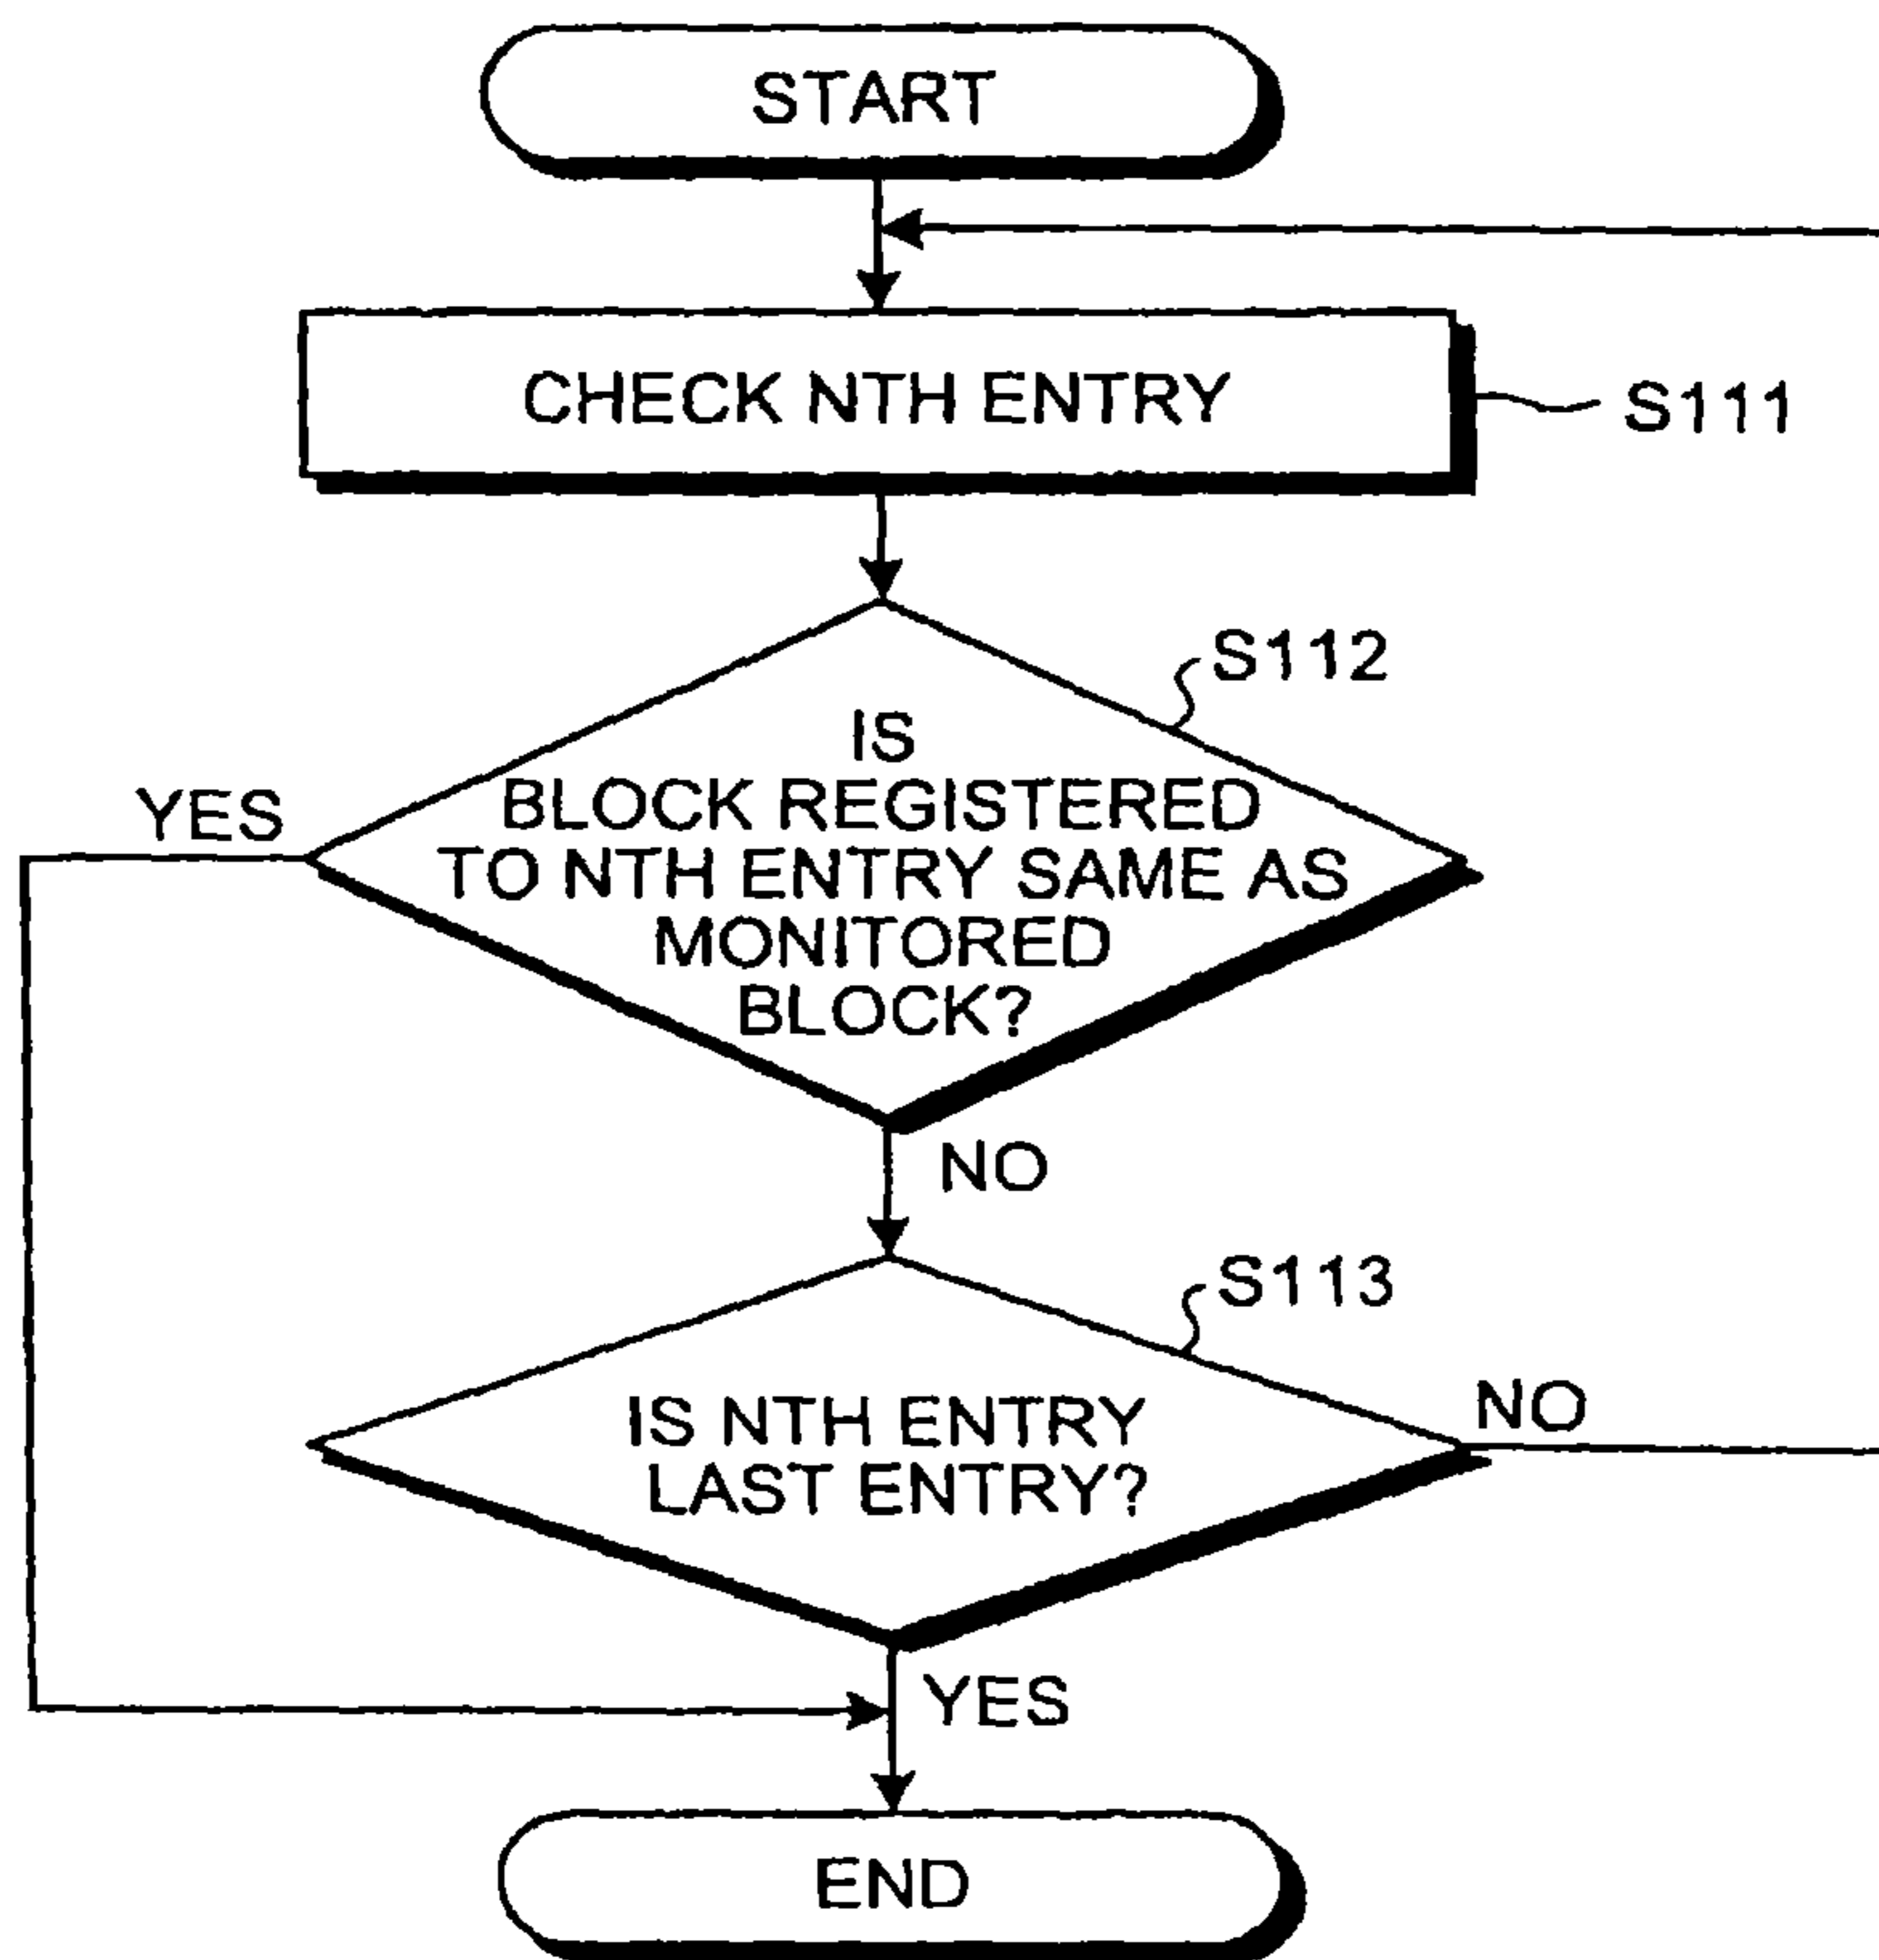 START
CHECK NTH ENTRY
S111
S112
IS
BLOCK REGISTERED
TO NTH ENTRY SAME AS
MONITORED
BLOCK?
YES
NO
S113
IS NTH ENTRY
LAST ENTRY?
NO
YES
END